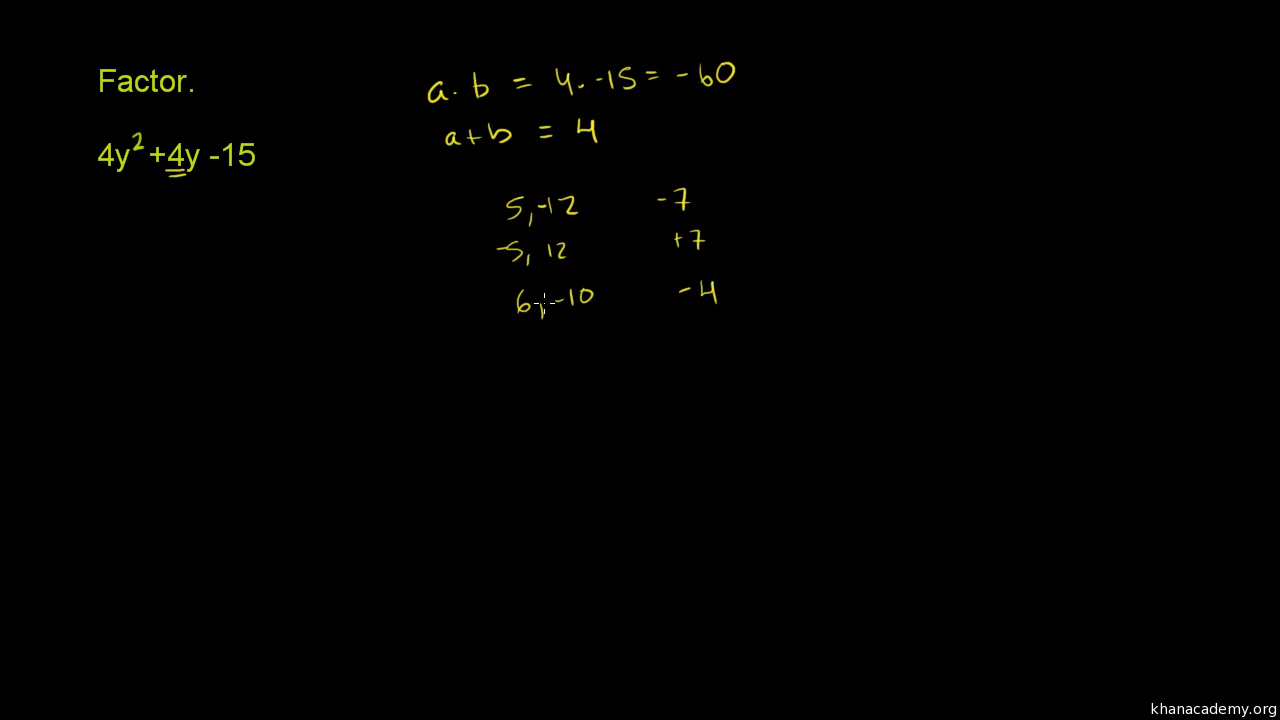 Factor.
4y² +4y -15
a · b = 4 · -15 = -60
a + b = 4
5, -12 -7
-5, 12 +7
6, -10 -4
khanacademy.org